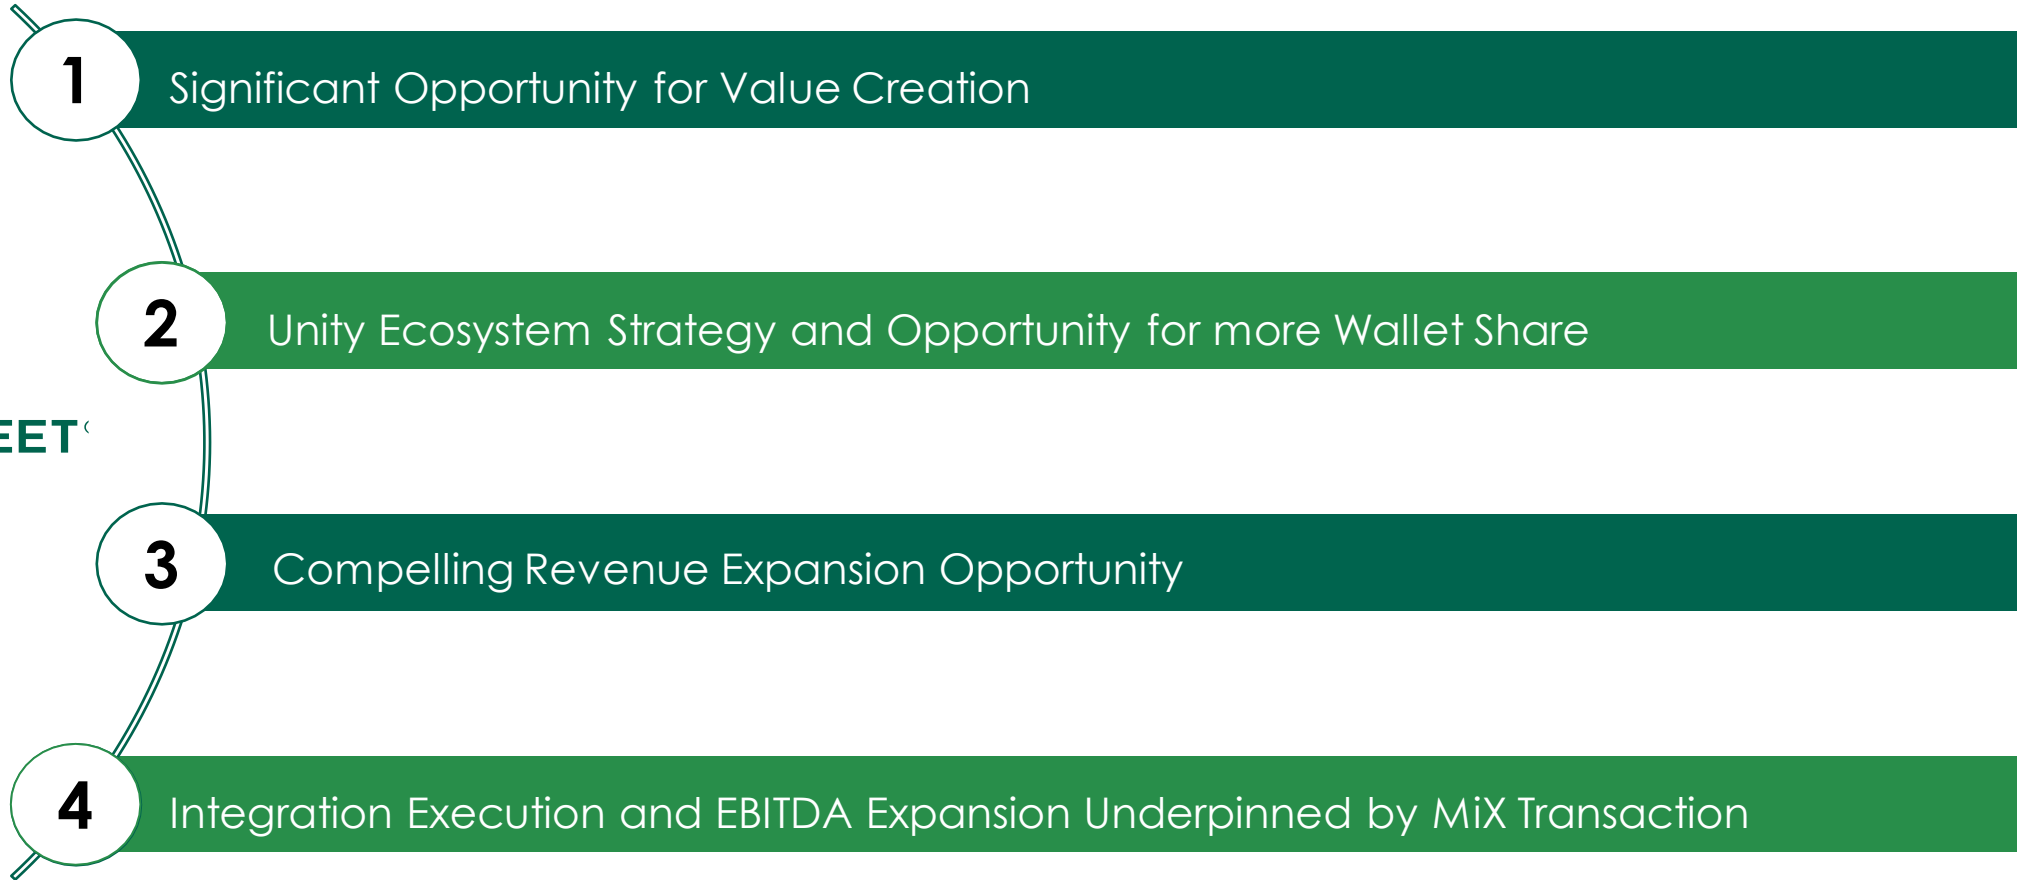 1
Significant Opportunity for Value Creation
2
Unity Ecosystem Strategy and Opportunity for more Wallet Share
3
Compelling Revenue Expansion Opportunity
4
Integration Execution and EBITDA Expansion Underpinned by MiX Transaction